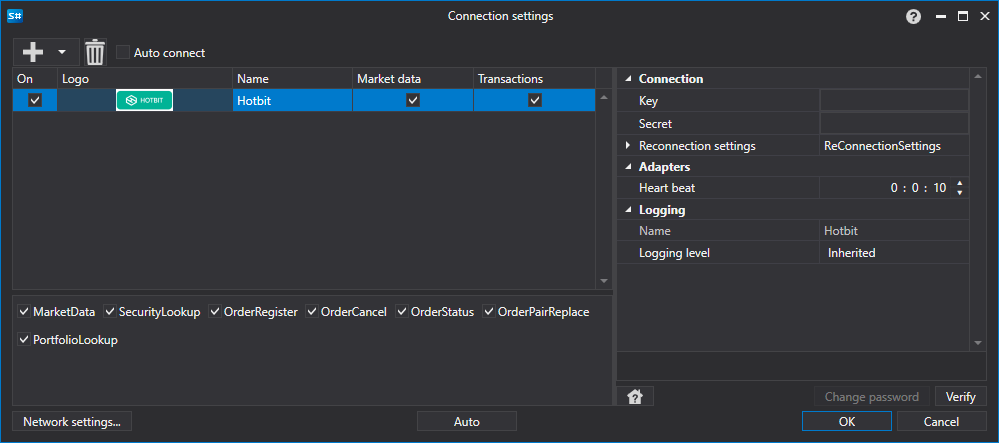 S#
Connection settings
Auto connect
On Logo Name Market data Transactions
HOTBIT Hotbit
Connection
Key
Secret
Reconnection settings ReConnectionSettings
Adapters
Heart beat 0 : 0 : 10
Logging
Name Hotbit
Logging level Inherited
MarketData SecurityLookup OrderRegister OrderCancel OrderStatus OrderPairReplace
PortfolioLookup
Change password Verify
Network settings... Auto OK Cancel